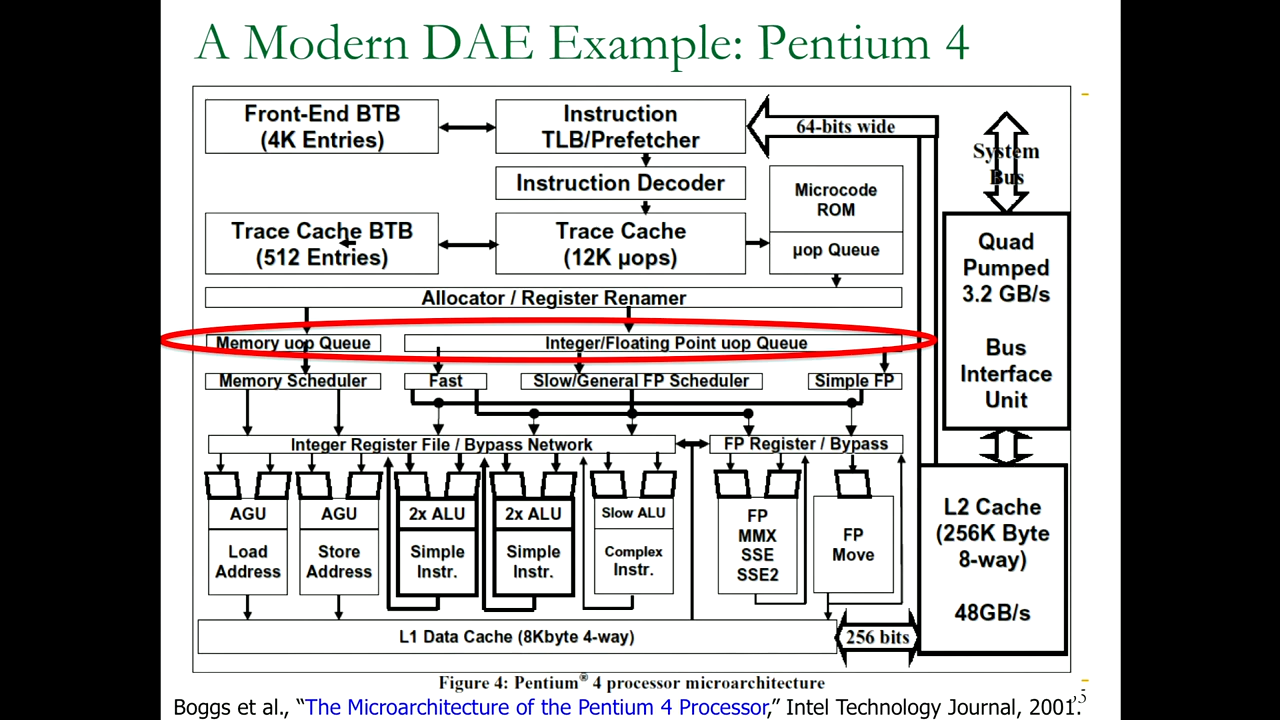 A Modern DAE Example: Pentium 4
Front-End BTB
(4K Entries)
Instruction
TLB/Prefetcher
64-bits wide
System
Bus
Instruction Decoder
Microcode
ROM
Trace Cache BTB
(512 Entries)
Trace Cache
(12K µops)
µop Queue
Quad
Pumped
3.2 GB/s
Bus
Interface
Unit
Allocator / Register Renamer
Memory uop Queue
Integer/Floating Point uop Queue
Memory Scheduler
Fast
Slow/General FP Scheduler
Simple FP
Integer Register File / Bypass Network
FP Register / Bypass
AGU
Load
Address
AGU
Store
Address
2x ALU
Simple
Instr.
2x ALU
Simple
Instr.
Slow ALU
Complex
Instr.
FP
MMX
SSE
SSE2
FP
Move
L2 Cache
(256K Byte
8-way)
48GB/s
L1 Data Cache (8Kbyte 4-way)
256 bits
Figure 4: Pentium® 4 processor microarchitecture
Boggs et al., “The Microarchitecture of the Pentium 4 Processor,” Intel Technology Journal, 2001.